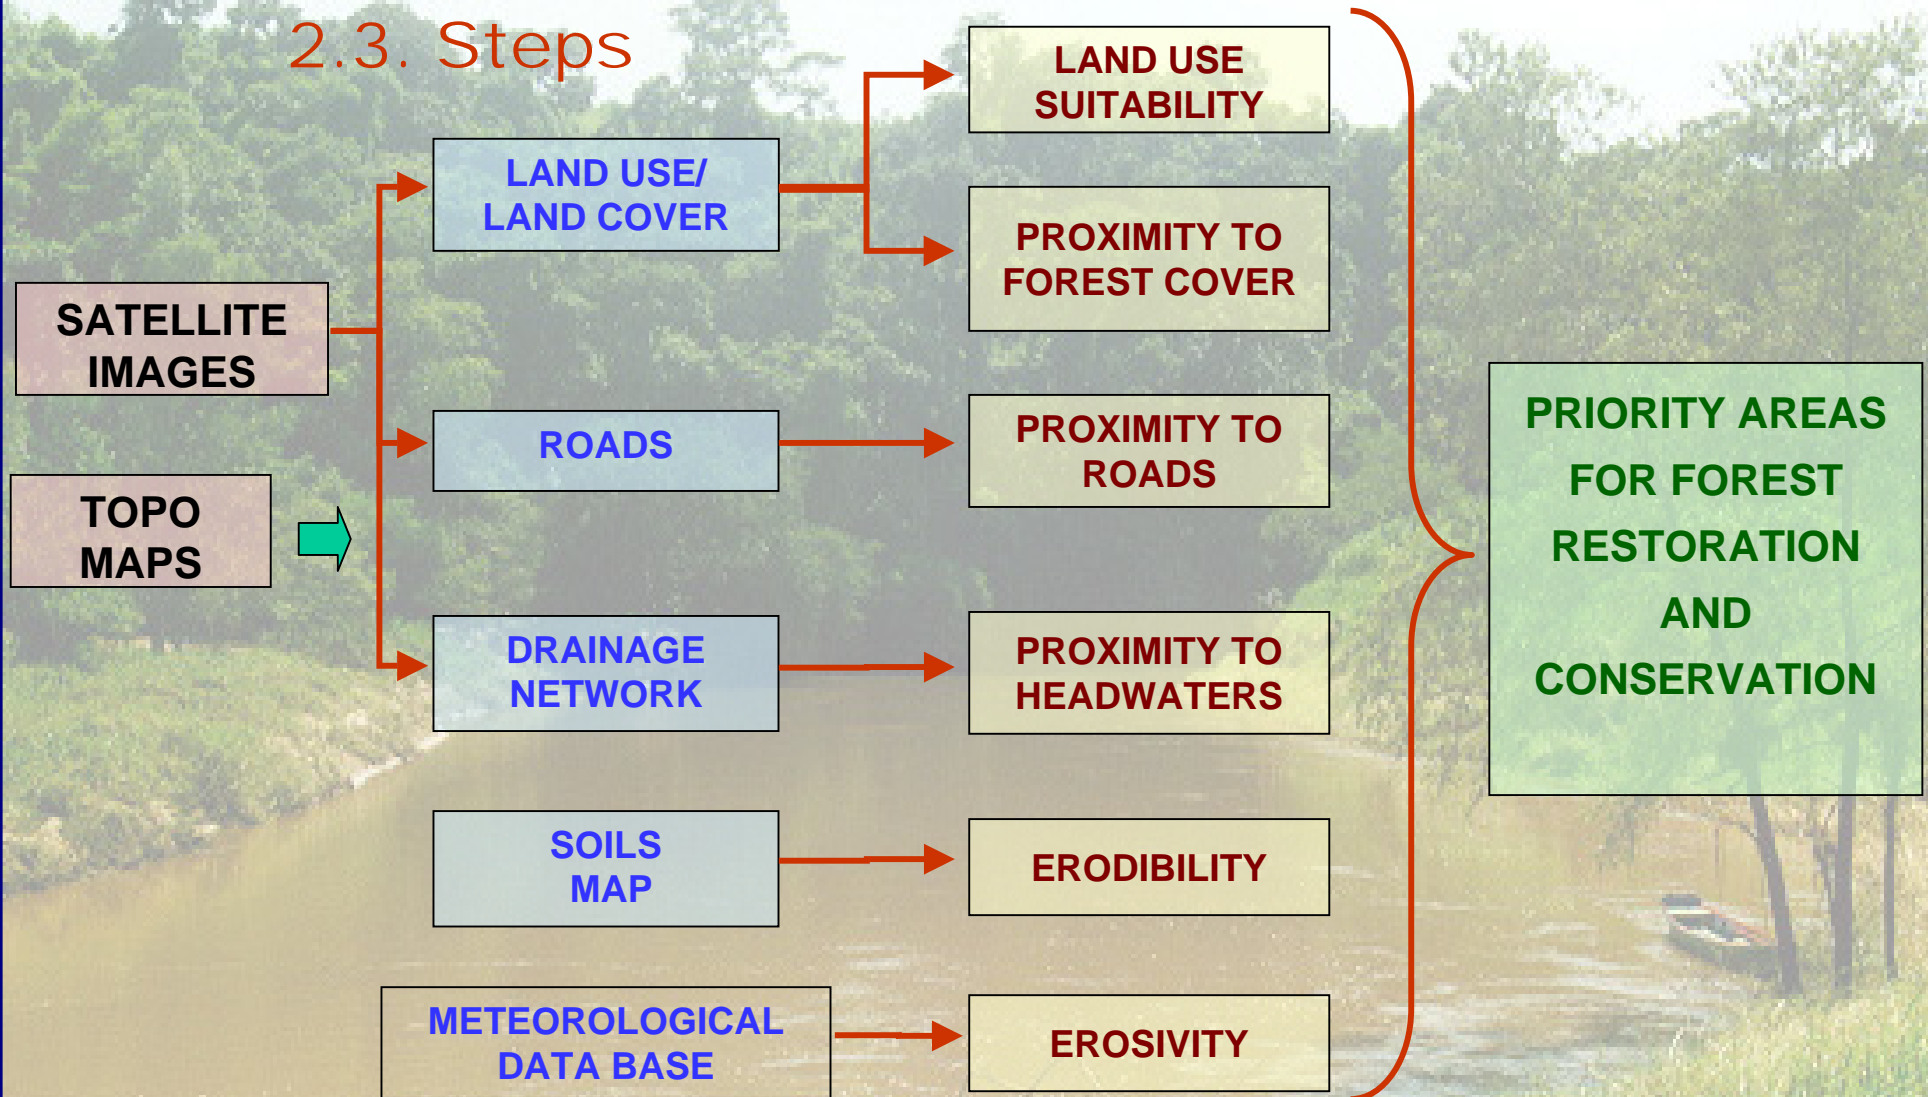 2.3. Steps
SATELLITE
IMAGES
TOPO
MAPS
LAND USE/
LAND COVER
ROADS
DRAINAGE
NETWORK
SOILS
MAP
METEOROLOGICAL
DATA BASE
LAND USE
SUITABILITY
PROXIMITY TO
FOREST COVER
PROXIMITY TO
ROADS
PROXIMITY TO
HEADWATERS
ERODIBILITY
EROSIVITY
PRIORITY AREAS
FOR FOREST
RESTORATION
AND
CONSERVATION